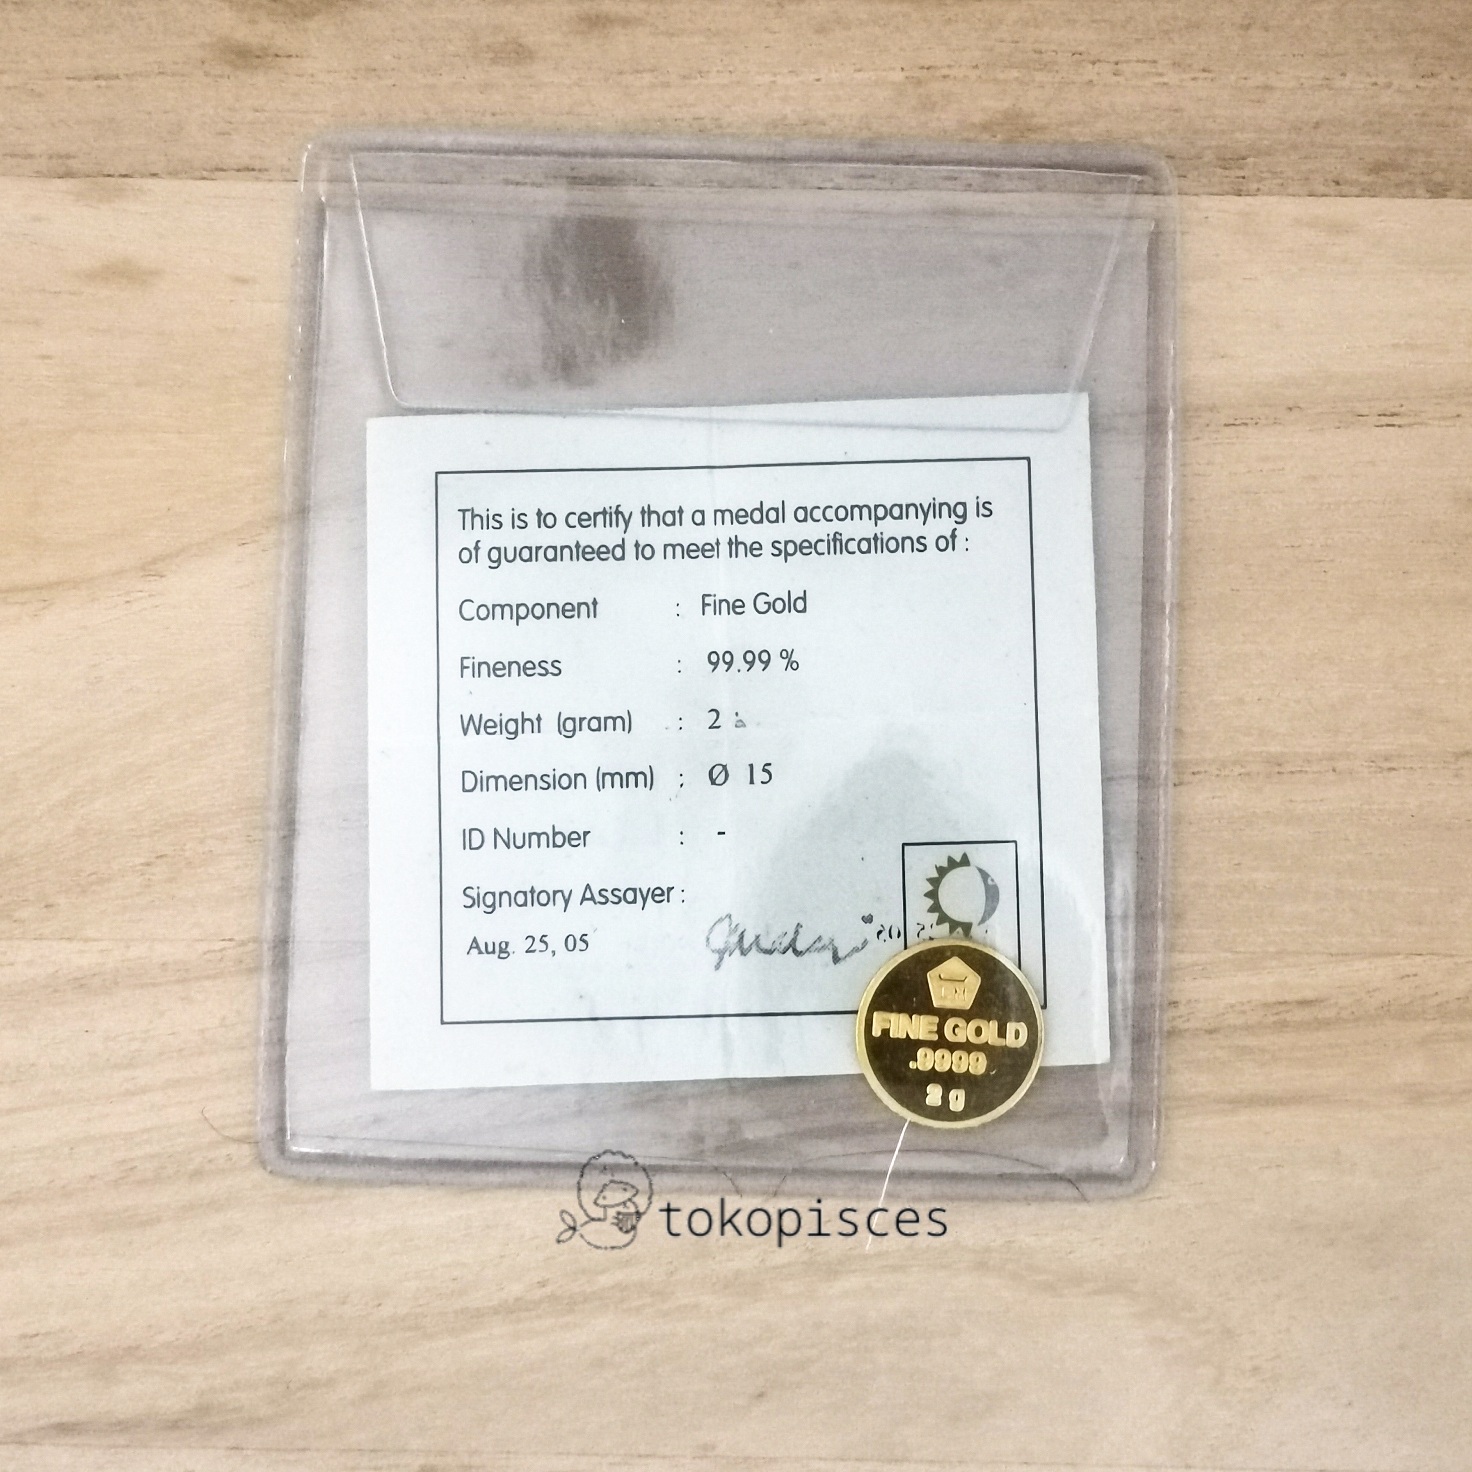 This is to certify that a medal accompanying is
of guaranteed to meet the specifications of :
Component : Fine Gold
Fineness : 99.99 %
Weight (gram) : 2
Dimension (mm) : Ø 15
ID Number : -
Signatory Assayer :
Aug. 25, 05
FINE GOLD
.9999
2 g
tokopisces